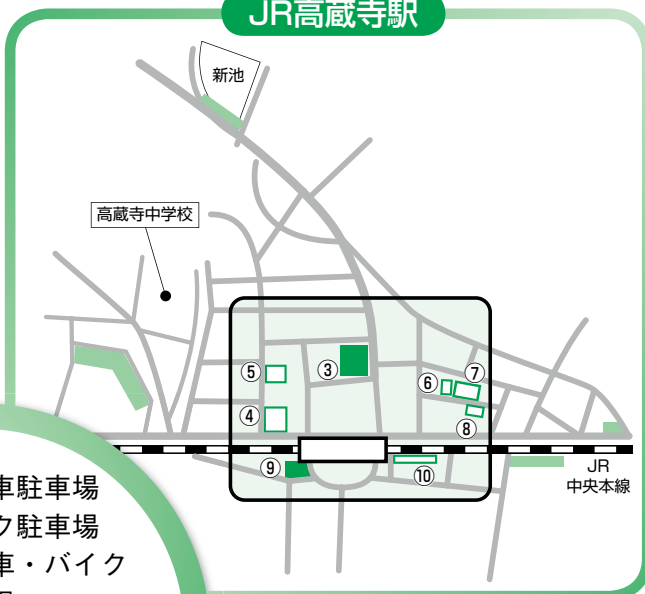 JR高蔵寺駅
新池
高蔵寺中学校
③
⑤
⑥
⑦
④
⑧
⑨
⑩
JR
中央本線
車駐車場
ク駐車場
車・バイク